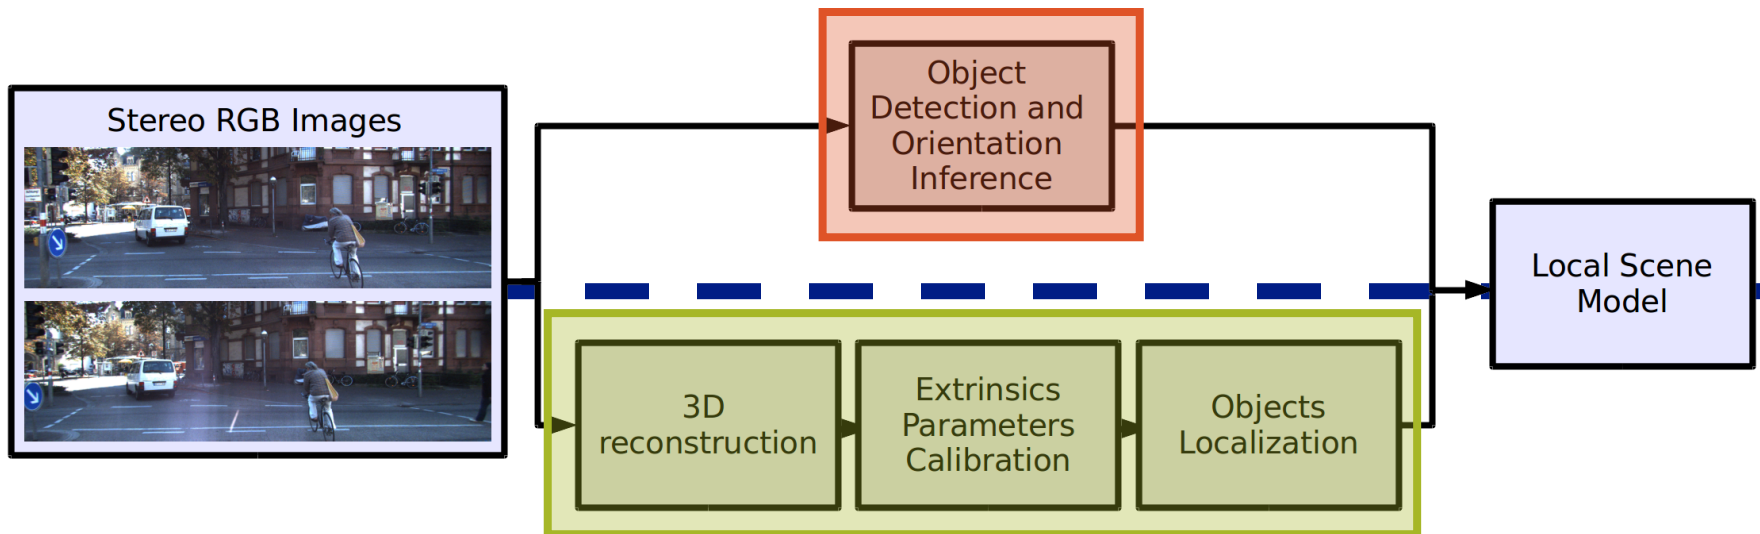 Stereo RGB Images
Object
Detection and
Orientation
Inference
3D
reconstruction
Extrinsics
Parameters
Calibration
Objects
Localization
Local Scene
Model